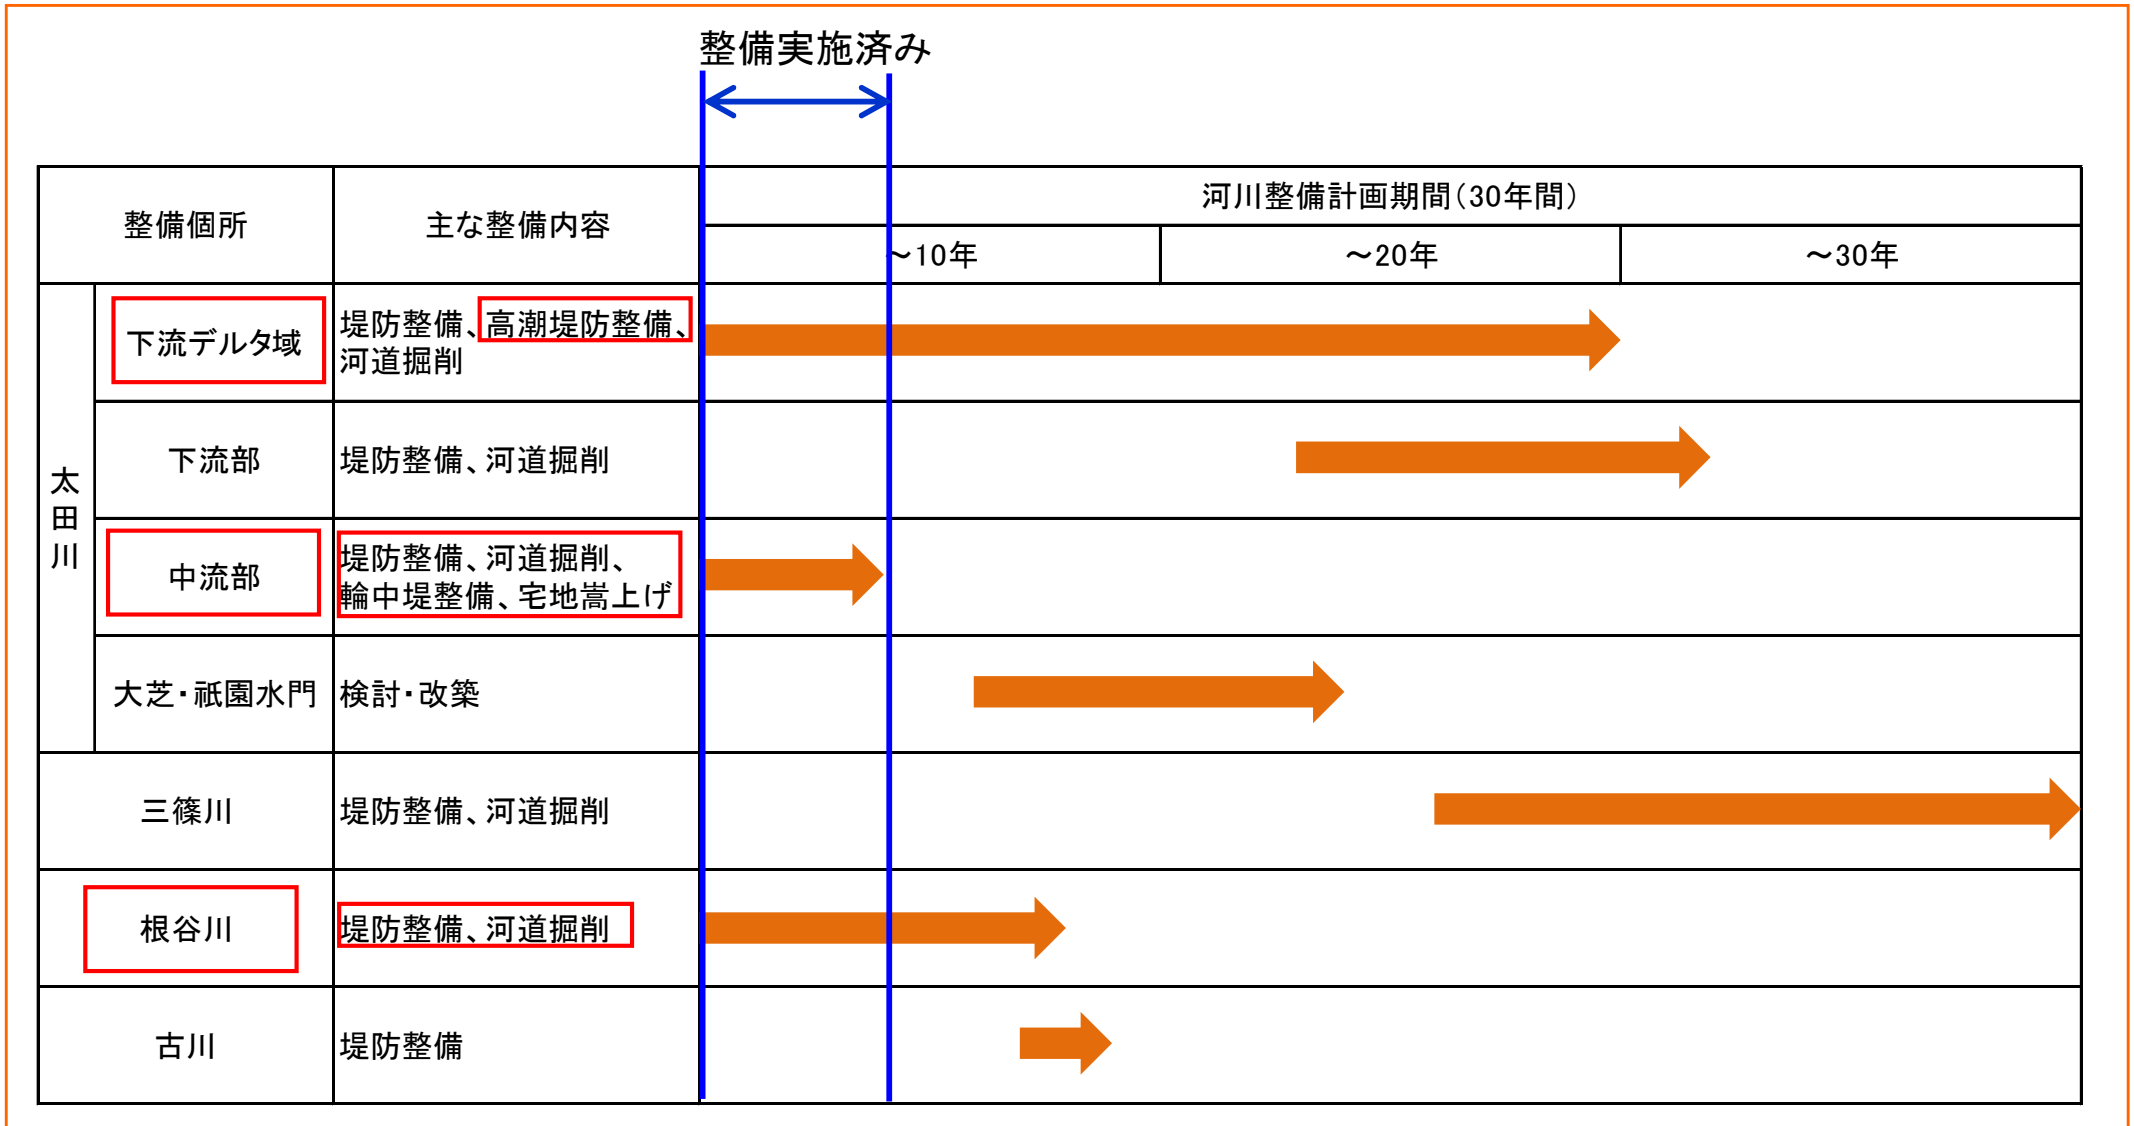 整備実施済み
整備個所
主な整備内容
河川整備計画期間(30年間)
～10年
～20年
～30年
太田川
下流デルタ域
堤防整備、高潮堤防整備、
河道掘削
下流部
堤防整備、河道掘削
中流部
堤防整備、河道掘削、
輪中堤整備、宅地嵩上げ
大芝・祇園水門
検討・改築
三篠川
堤防整備、河道掘削
根谷川
堤防整備、河道掘削
古川
堤防整備